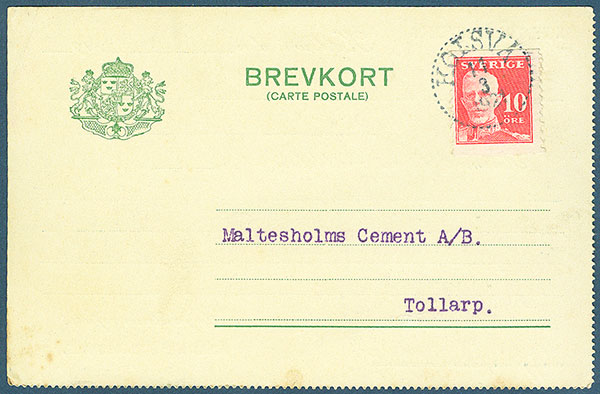 BREVKORT
(CARTE POSTALE)
SVERIGE
10
ÖRE
Maltesholms Cement A/B.
Tollarp.